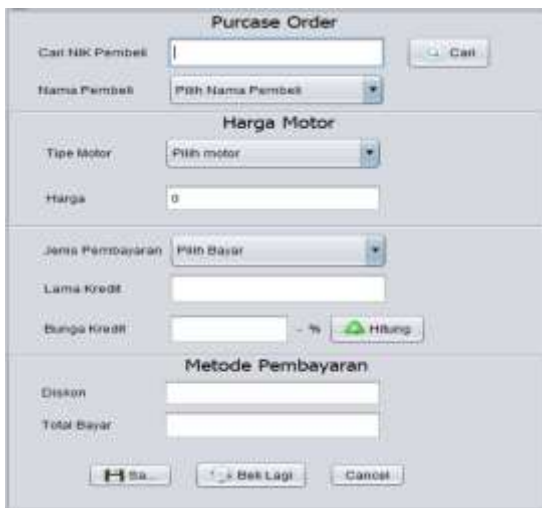 Purcase Order
Cari NIK Pembeli
Cari
Nama Pembeli Pilih Nama Pembeli
Harga Motor
Tipe Motor Pilih motor
Harga 0
Jenis Pembayaran Pilih Bayar
Lama Kredit
Bunga Kredit - % Hitung
Metode Pembayaran
Diskon
Total Bayar
Sa... Beli Lagi Cancel